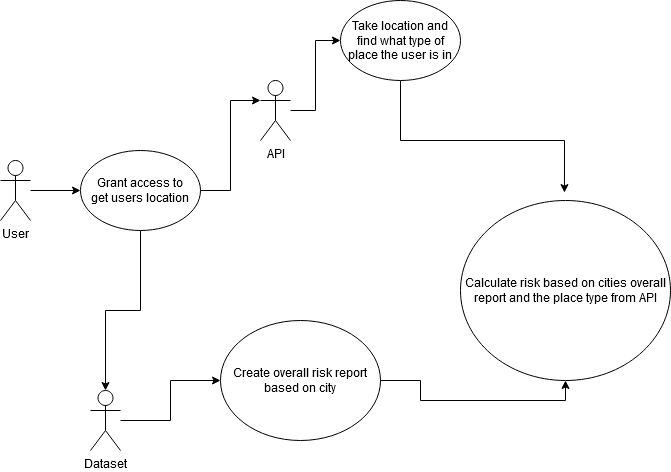 Take location and
find what type of
place the user is in
API
Grant access to
get users location
User
Calculate risk based on cities overall
report and the place type from API
Create overall risk report
based on city
Dataset